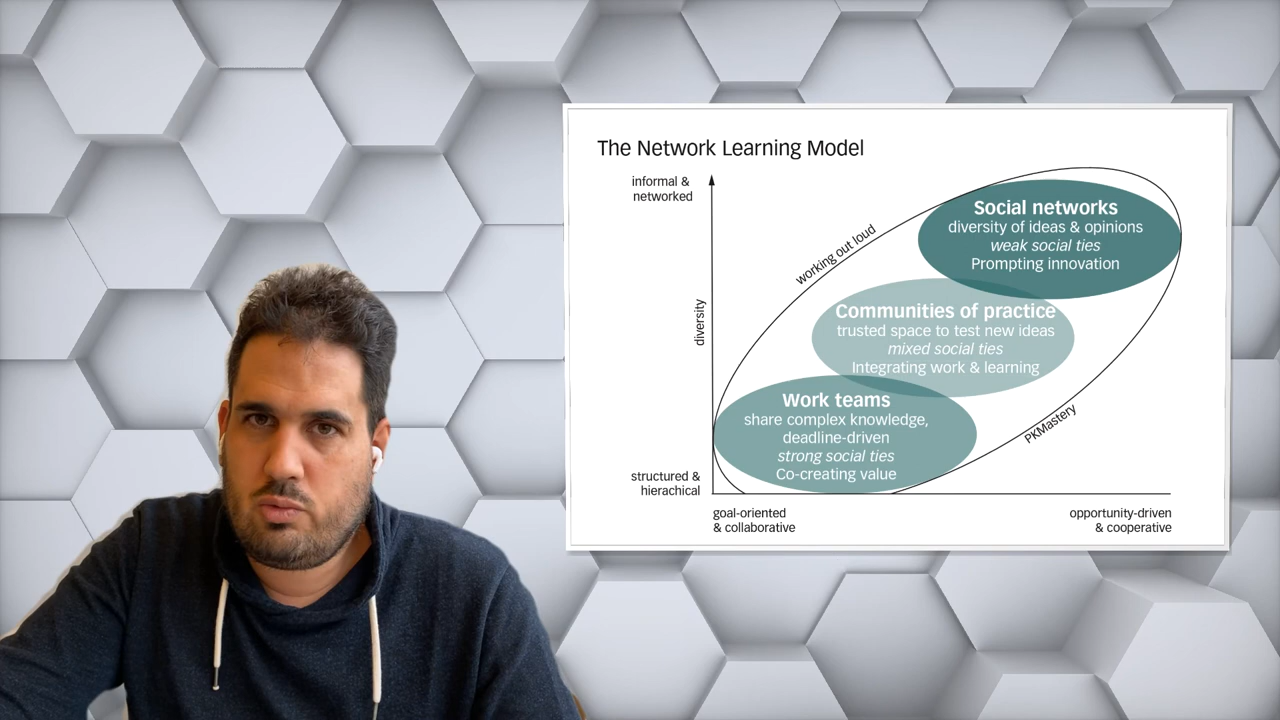 The Network Learning Model
informal &
networked
Social networks
diversity of ideas & opinions
weak social ties
Prompting innovation
working out loud
Communities of practice
trusted space to test new ideas
mixed social ties
Integrating work & learning
diversity
Work teams
share complex knowledge,
deadline-driven
strong social ties
Co-creating value
PKMastery
structured &
hierachical
goal-oriented
& collaborative
opportunity-driven
& cooperative